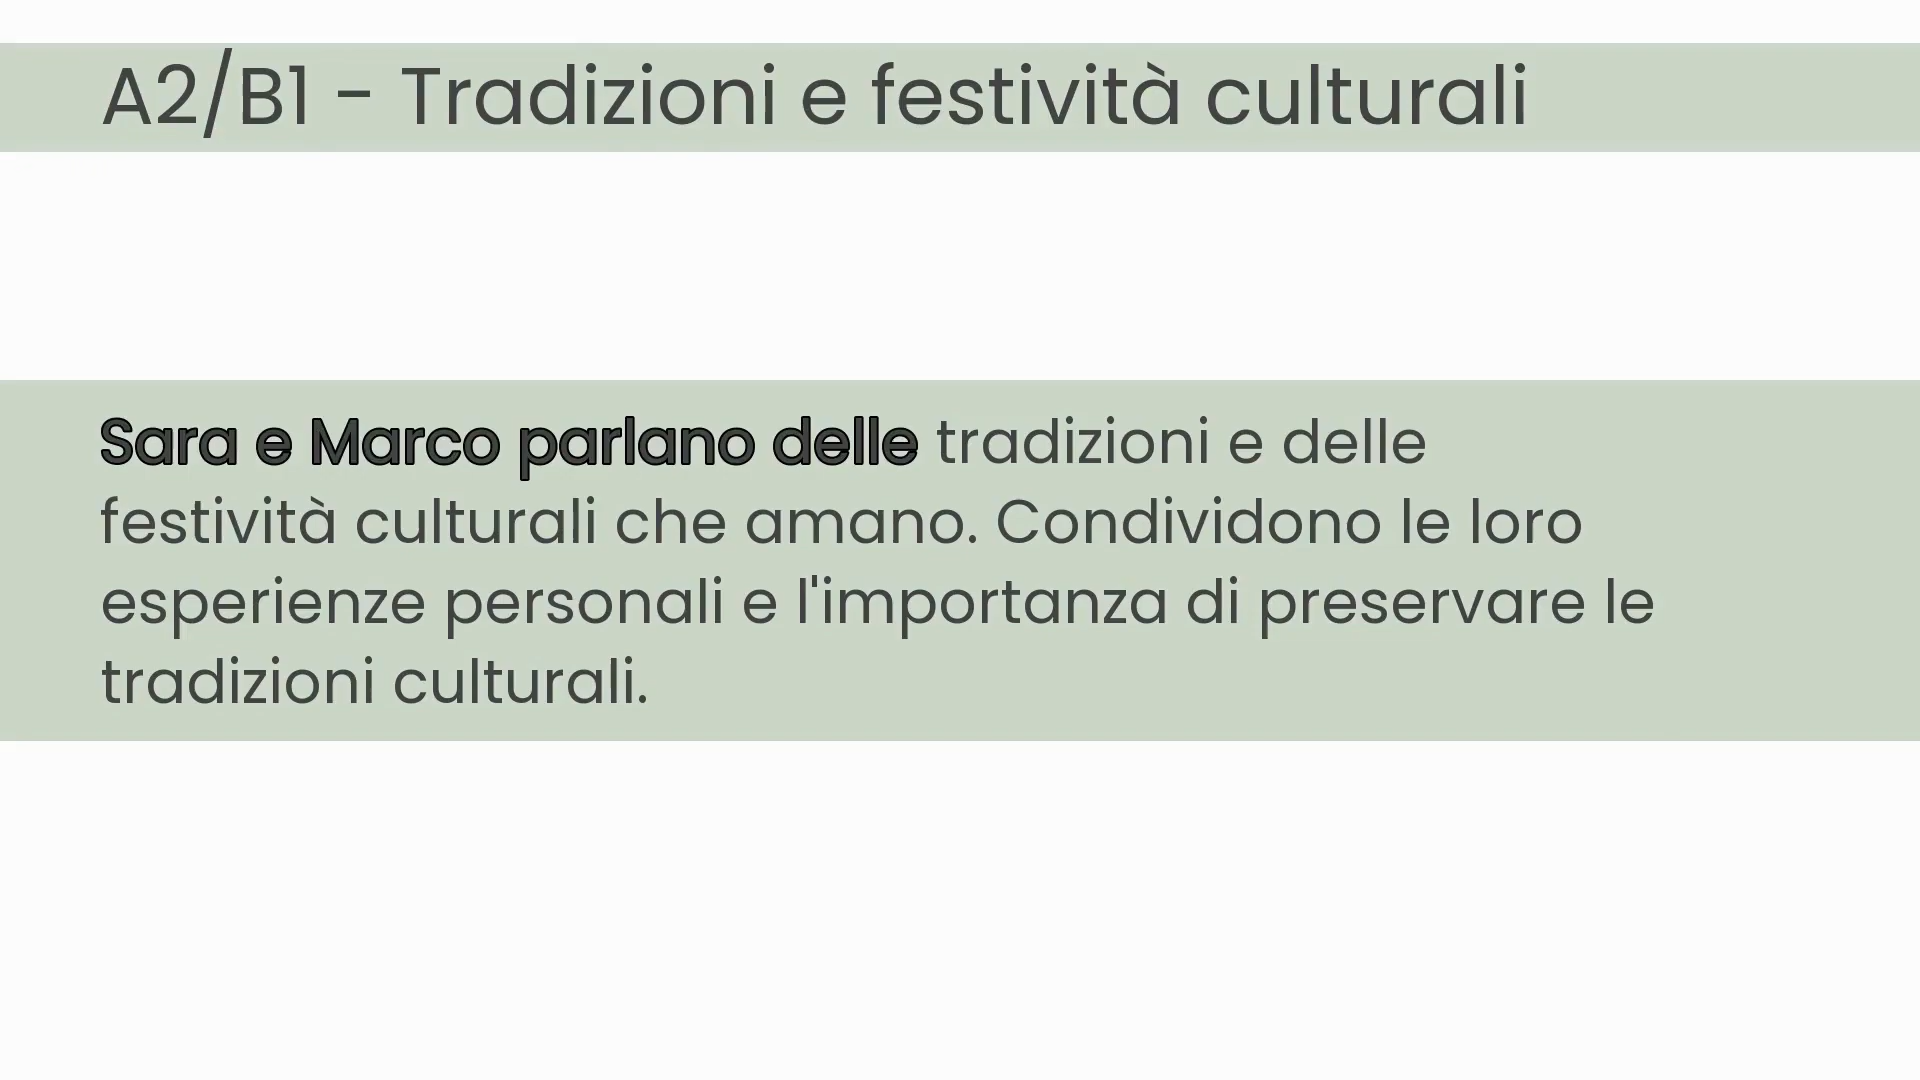 A2/B1 - Tradizioni e festività culturali
Sara e Marco parlano delle tradizioni e delle
festività culturali che amano. Condividono le loro
esperienze personali e l'importanza di preservare le
tradizioni culturali.